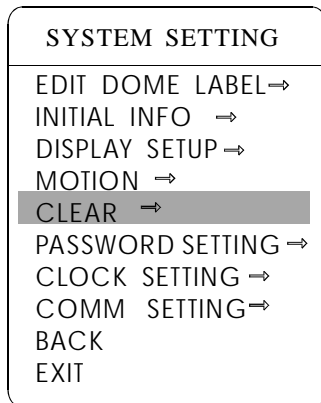 SYSTEM SETTING
EDIT DOME LABEL⇒
INITIAL INFO ⇒
DISPLAY SETUP⇒
MOTION ⇒
CLEAR ⇒
PASSWORD SETTING ⇒
CLOCK SETTING ⇒
COMM SETTING⇒
BACK
EXIT